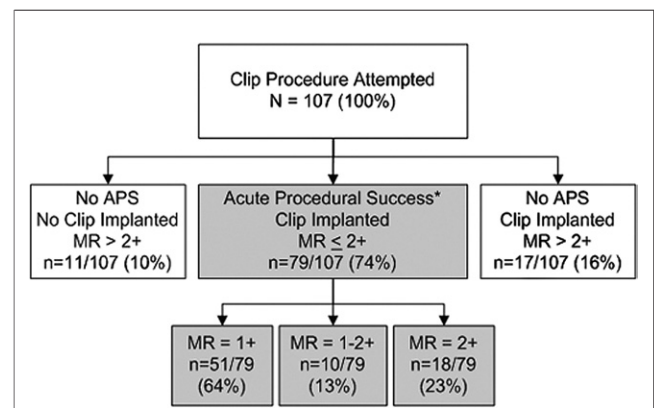 Clip Procedure Attempted
N = 107 (100%)
No APS
No Clip Implanted
MR > 2+
n=11/107 (10%)
Acute Procedural Success*
Clip Implanted
MR ≤ 2+
n=79/107 (74%)
No APS
Clip Implanted
MR > 2+
n=17/107 (16%)
MR = 1+
n=51/79
(64%)
MR = 1-2+
n=10/79
(13%)
MR = 2+
n=18/79
(23%)